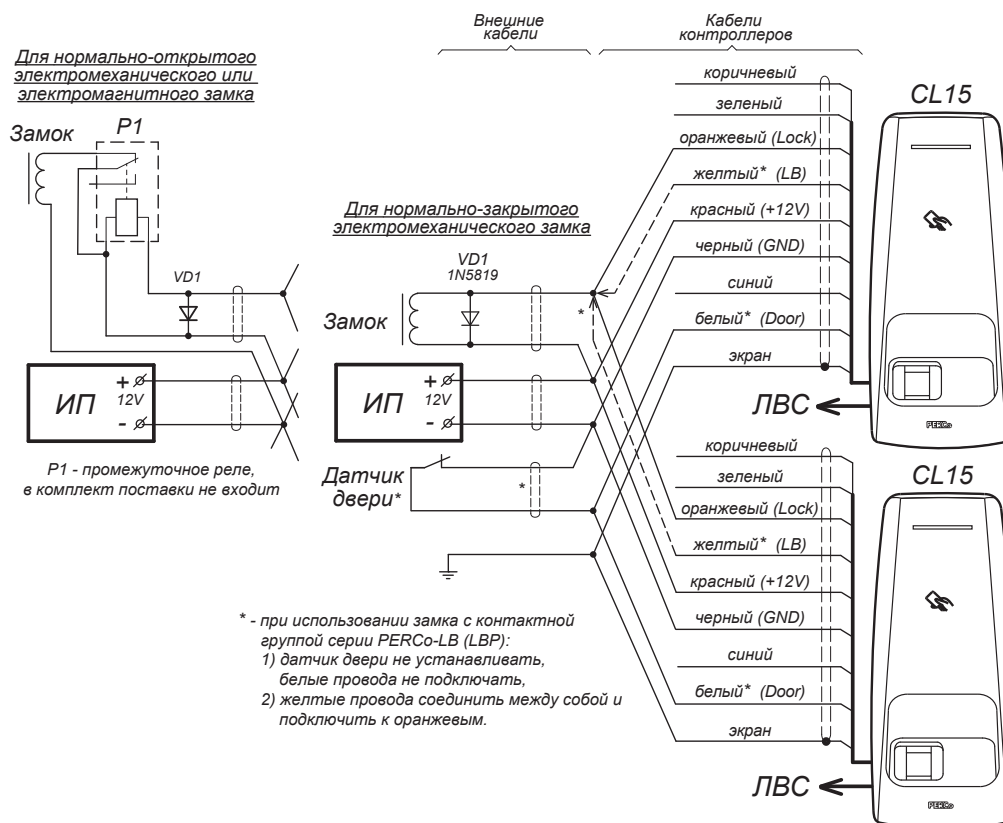 Внешние
кабели
Кабели
контроллеров
Для нормально-открытого
электромеханического или
электромагнитного замка
Замок
P1
VD1
ИП
+
12V
-
P1 - промежуточное реле,
в комплект поставки не входит
Для нормально-закрытого
электромеханического замка
VD1
1N5819
Замок
*
ИП
+
12V
-
Датчик
двери*
*
коричневый
зеленый
оранжевый (Lock)
желтый* (LB)
красный (+12V)
черный (GND)
синий
белый* (Door)
экран
CL15
PERCo
ЛВС
коричневый
зеленый
оранжевый (Lock)
желтый* (LB)
красный (+12V)
черный (GND)
синий
белый* (Door)
экран
CL15
PERCo
ЛВС
* - при использовании замка с контактной
группой серии PERCo-LB (LBP):
1) датчик двери не устанавливать,
белые провода не подключать,
2) желтые провода соединить между собой и
подключить к оранжевым.